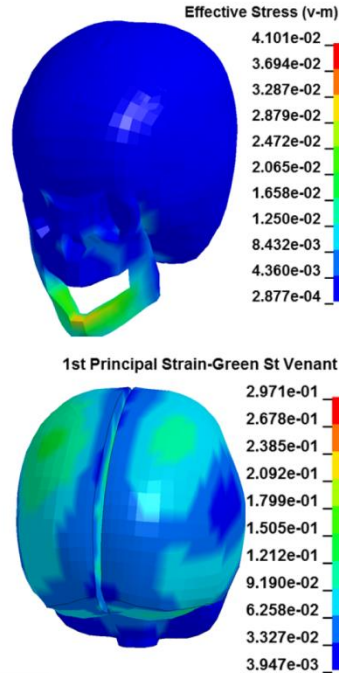 Effective Stress (v-m)
4.101e-02
3.694e-02
3.287e-02
2.879e-02
2.472e-02
2.065e-02
1.658e-02
1.250e-02
8.432e-03
4.360e-03
2.877e-04
1st Principal Strain-Green St Venant
2.971e-01
2.678e-01
2.385e-01
2.092e-01
1.799e-01
1.505e-01
1.212e-01
9.190e-02
6.258e-02
3.327e-02
3.947e-03